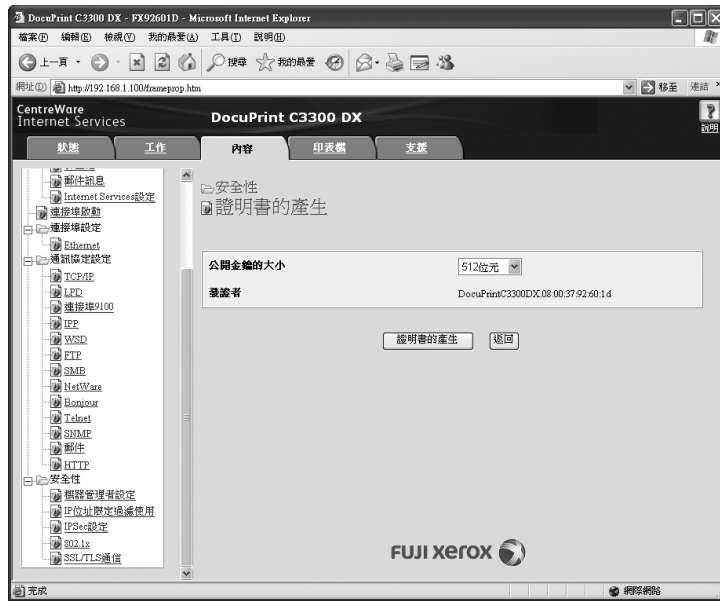 DocuPrint C3300 DX - FX92601D - Microsoft Internet Explorer
檔案(F) 編輯(E) 檢視(V) 我的最愛(A) 工具(T) 說明(H)
上一頁 搜尋 我的最愛
網址(D) http://192.168.1.100/frameprop.htm 移至 連結 »
CentreWare
Internet Services
DocuPrint C3300 DX
說明
狀態 工作 內容 印表機 支援
郵件訊息
Internet Services設定
連接埠啟動
連接埠設定
Ethernet
通訊協定設定
TCP/IP
LPD
連接埠9100
IPP
WSD
FTP
SMB
NetWare
Bonjour
Telnet
SNMP
郵件
HTTP
安全性
機器管理者設定
IP位址限定過濾使用
IPSec設定
802.1x
SSL/TLS通信
安全性
證明書的產生
公開金鑰的大小 512位元
發證者 DocuPrintC3300DX.08:00:37:92:60:1d
證明書的產生 返回
FUJI XEROX
完成 網際網路